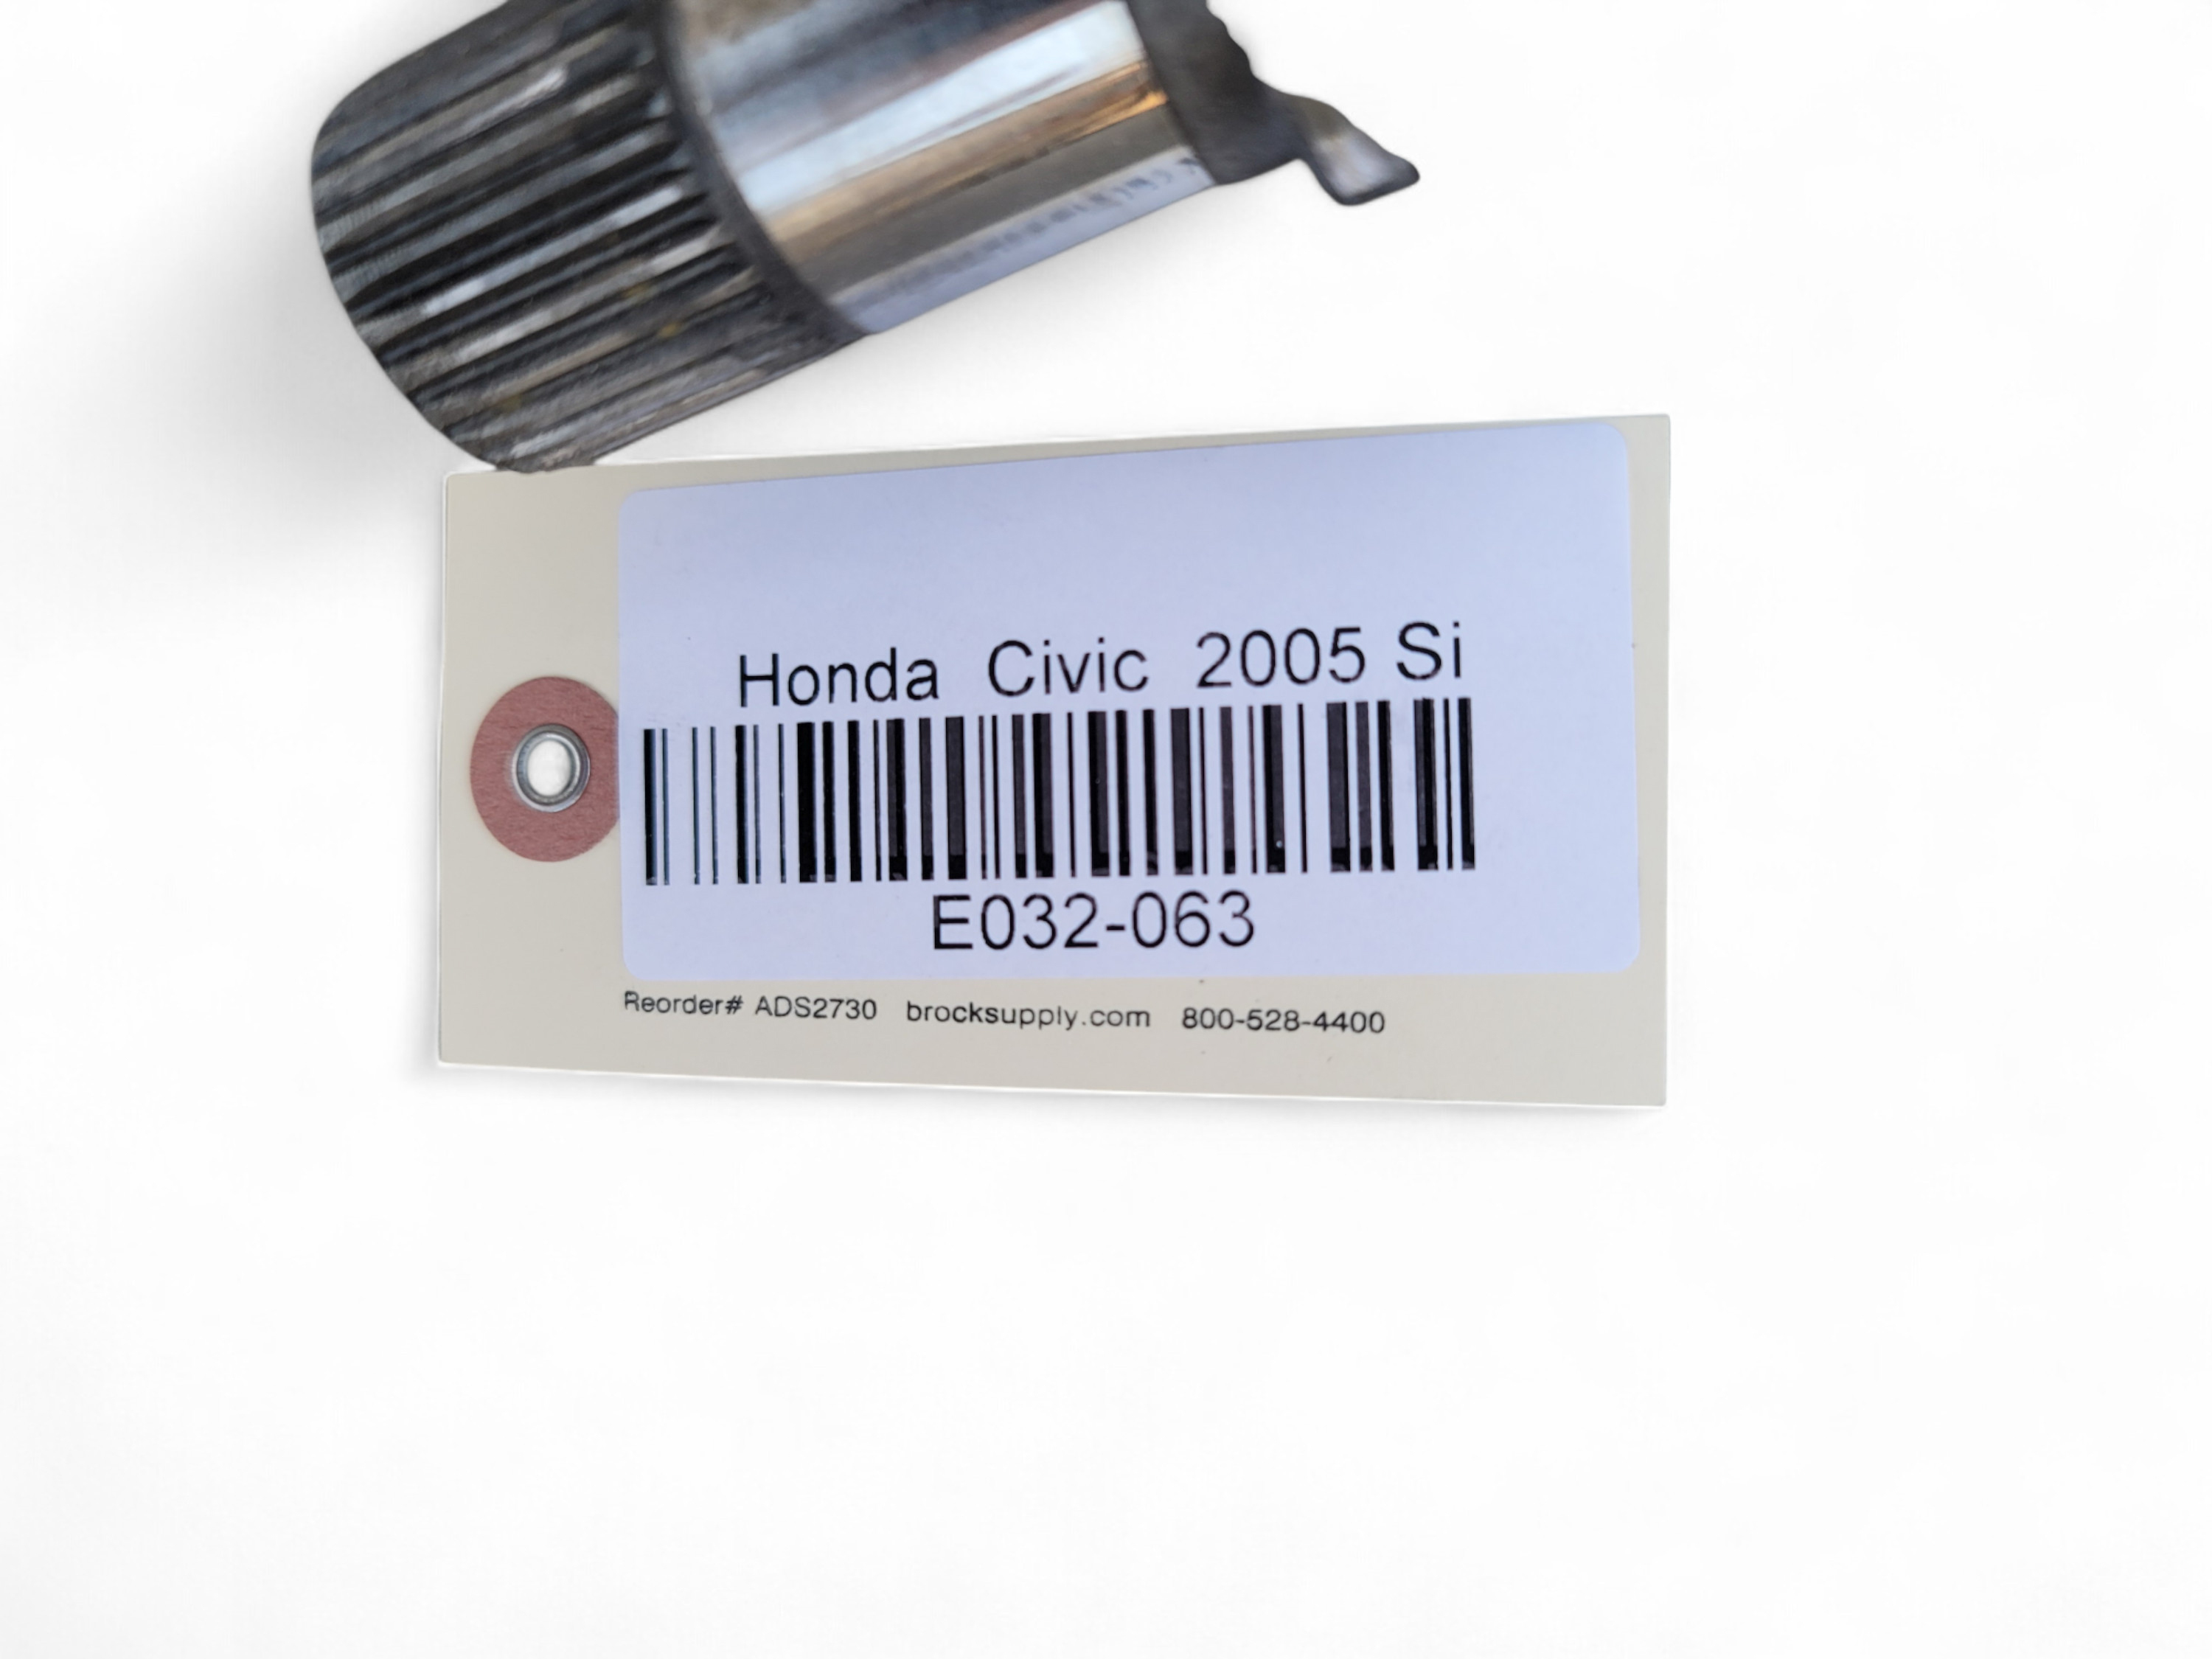 Honda Civic 2005 Si
E032-063
Reorder# ADS2730 brocksupply.com 800-528-4400